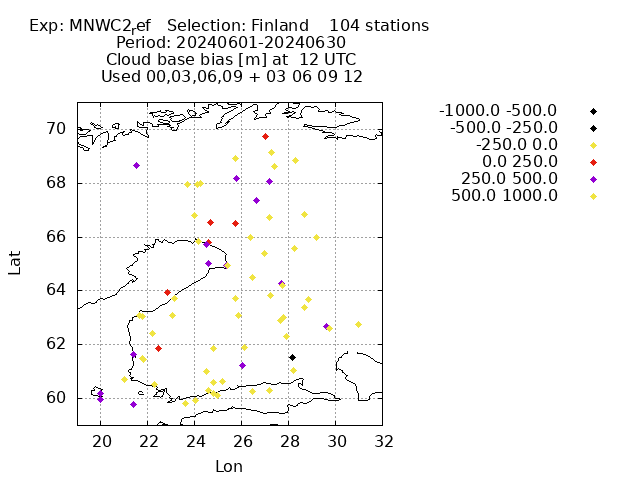 Exp: MNWC2ref Selection: Finland 104 stations
Period: 20240601-20240630
Cloud base bias [m] at 12 UTC
Used 00,03,06,09 + 03 06 09 12
-1000.0 -500.0
-500.0 -250.0
-250.0 0.0
0.0 250.0
250.0 500.0
500.0 1000.0
70
68
66
64
62
60
Lat
20 22 24 26 28 30 32
Lon